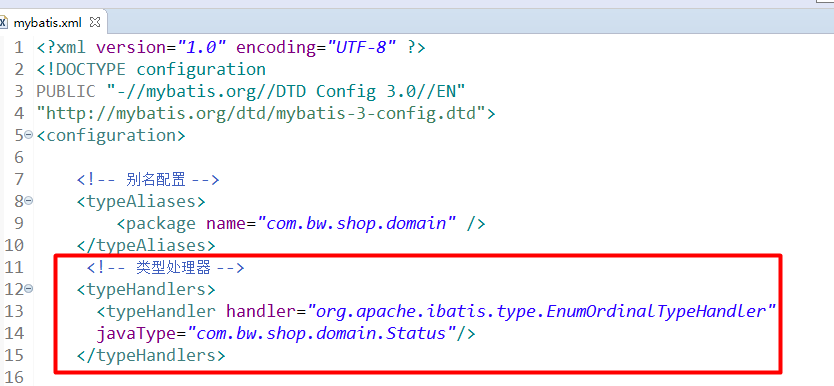 mybatis.xml
1 <?xml version="1.0" encoding="UTF-8" ?>
2 <!DOCTYPE configuration
3 PUBLIC "-//mybatis.org//DTD Config 3.0//EN"
4 "http://mybatis.org/dtd/mybatis-3-config.dtd">
5 <configuration>
6
7 <!-- 别名配置 -->
8 <typeAliases>
9 <package name="com.bw.shop.domain" />
10 </typeAliases>
11 <!-- 类型处理器 -->
12 <typeHandlers>
13 <typeHandler handler="org.apache.ibatis.type.EnumOrdinalTypeHandler"
14 javaType="com.bw.shop.domain.Status"/>
15 </typeHandlers>
16